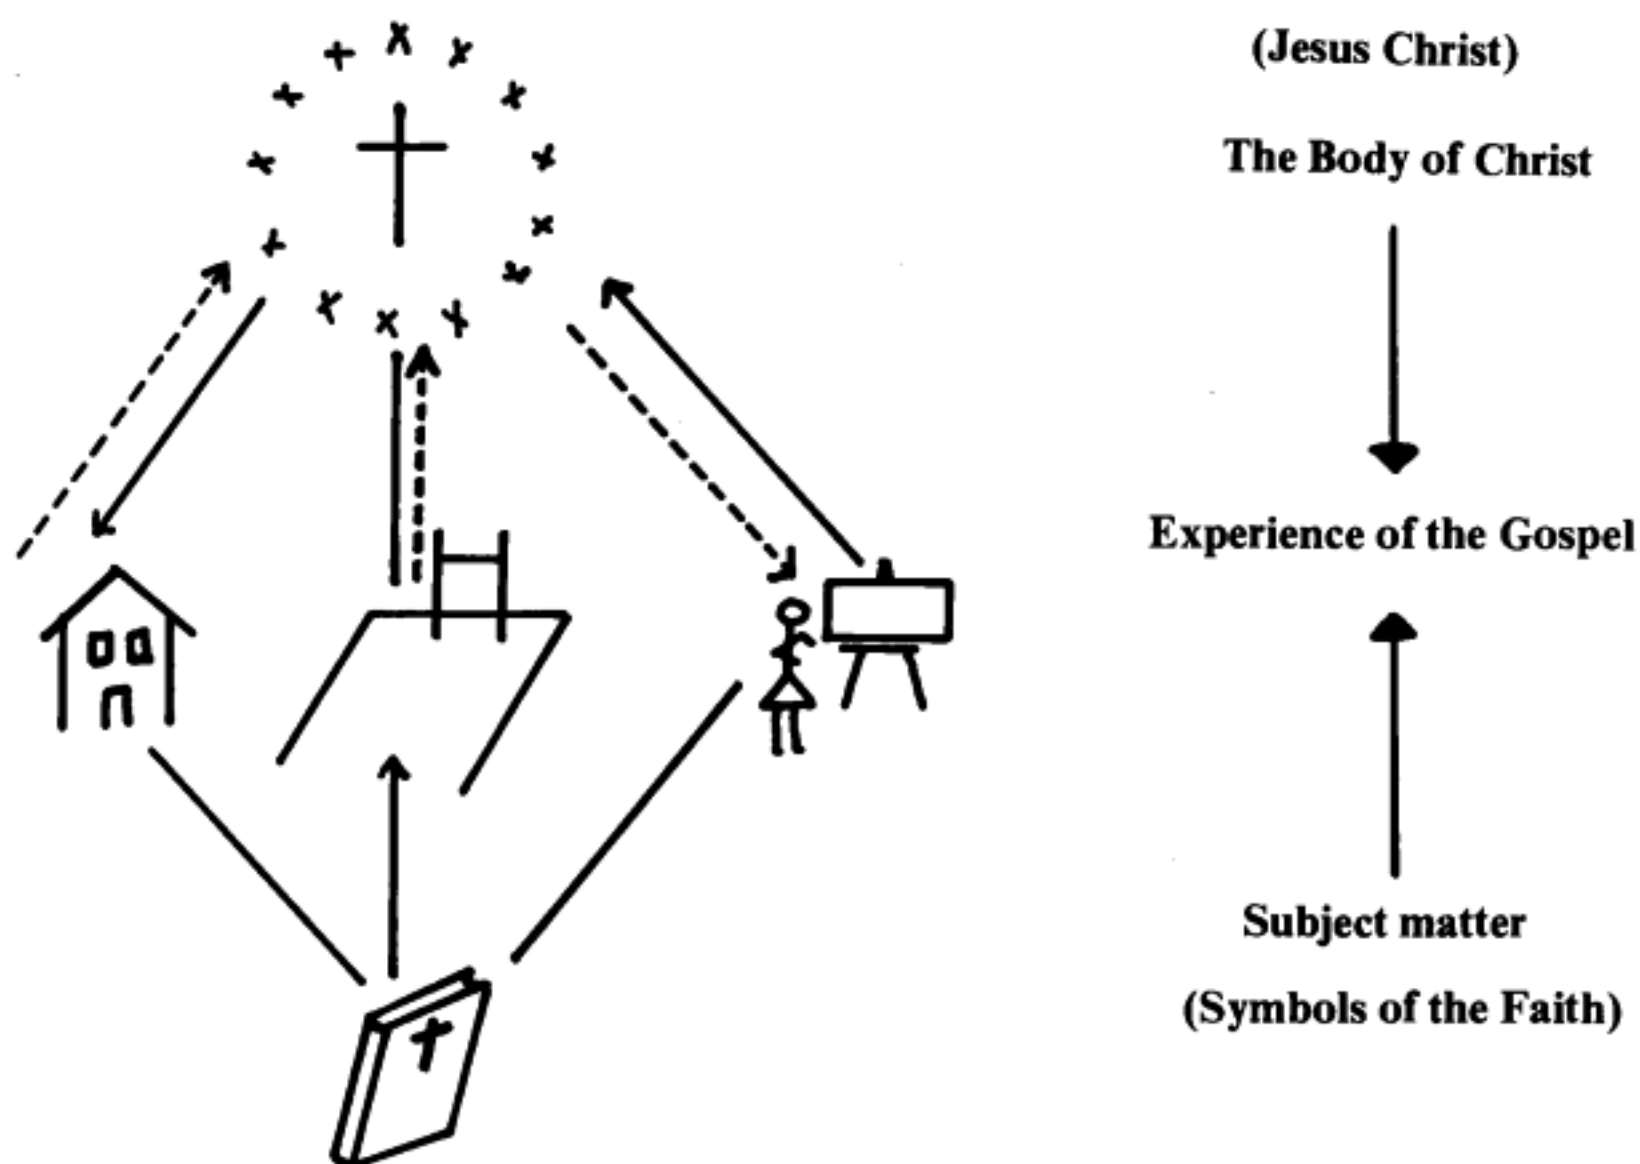 (Jesus Christ)
The Body of Christ
Experience of the Gospel
Subject matter
(Symbols of the Faith)